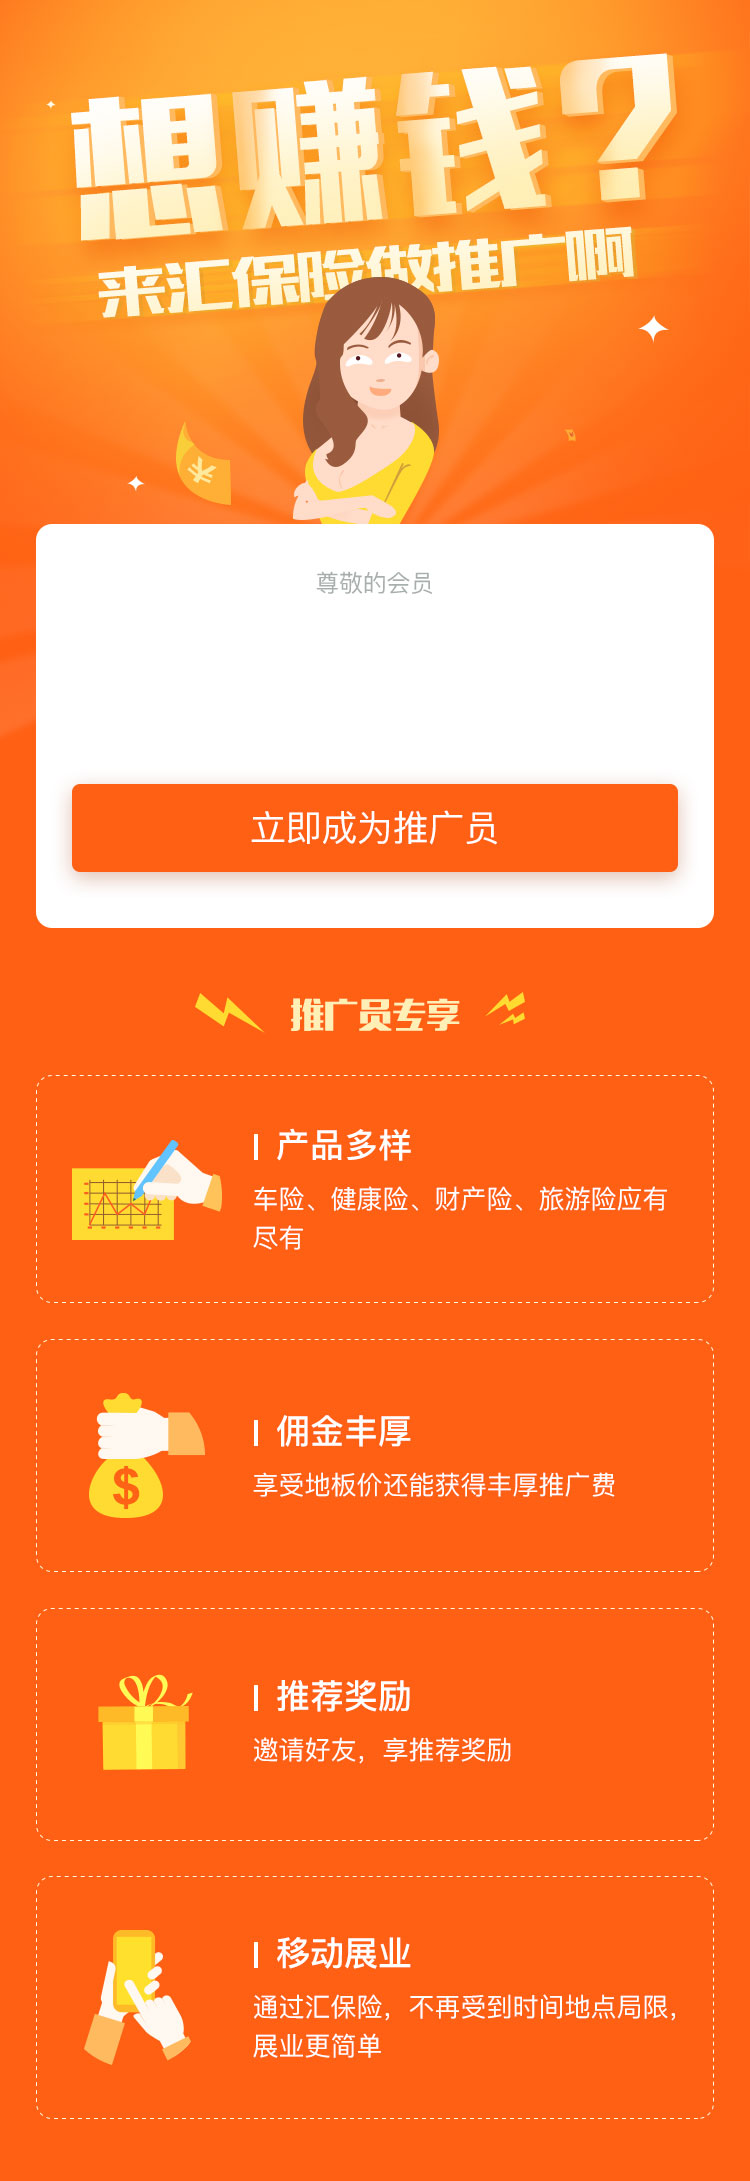 想赚钱?
来汇保险做推广啊
¥
尊敬的会员
立即成为推广员
推广员专享
产品多样
车险、健康险、财产险、旅游险应有
尽有
$
佣金丰厚
享受地板价还能获得丰厚推广费
推荐奖励
邀请好友，享推荐奖励
移动展业
通过汇保险，不再受到时间地点局限，
展业更简单